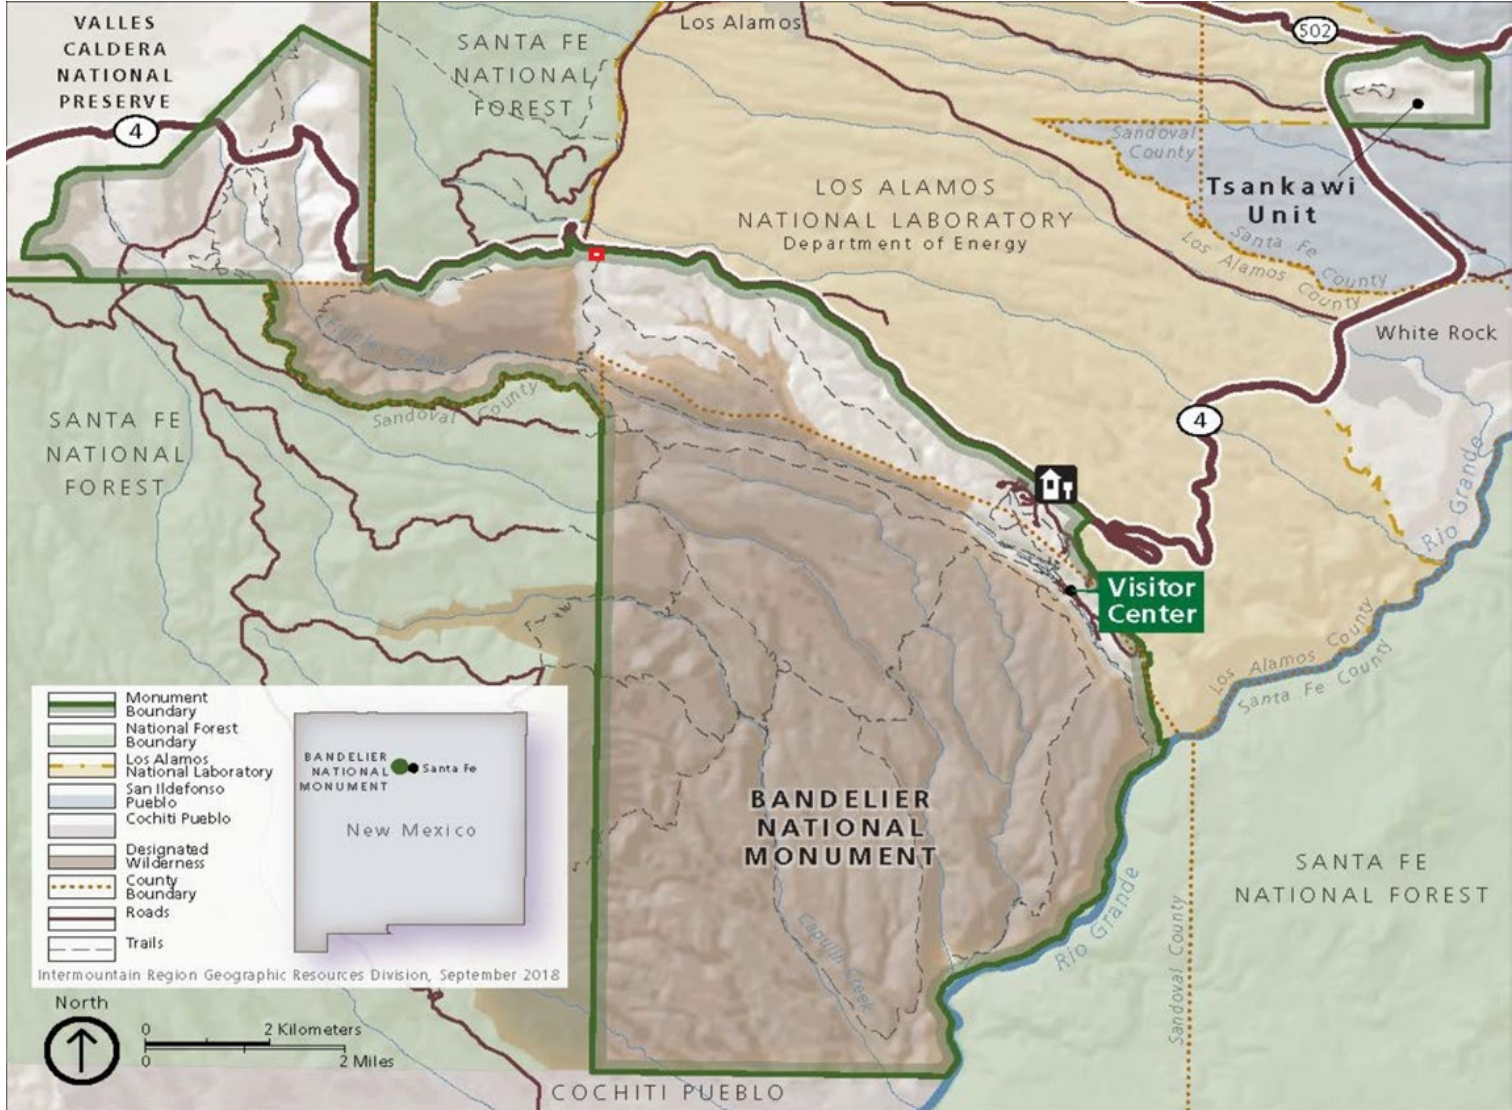 VALLES
CALDERA
NATIONAL
PRESERVE
4
SANTA FE
NATIONAL
FOREST
Los Alamos
502
Sandoval
County
Tsankawi
Unit
LOS ALAMOS
NATIONAL LABORATORY
Department of Energy
Santa Fe County
Los Alamos County
White Rock
Frijoles Creek
Sandoval County
4
SANTA FE
NATIONAL
FOREST
Rio Grande
Visitor
Center
Los Alamos County
Santa Fe County
Monument
Boundary
National Forest
Boundary
Los Alamos
National Laboratory
San Ildefonso
Pueblo
Cochiti Pueblo
Designated
Wilderness
County
Boundary
Roads
Trails
BANDELIER
NATIONAL
MONUMENT
Santa Fe
New Mexico
Intermountain Region Geographic Resources Division, September 2018
BANDELIER
NATIONAL
MONUMENT
SANTA FE
NATIONAL FOREST
Capulin Creek
Rio Grande
Sandoval County
North
0 2 Kilometers
0 2 Miles
COCHITI PUEBLO